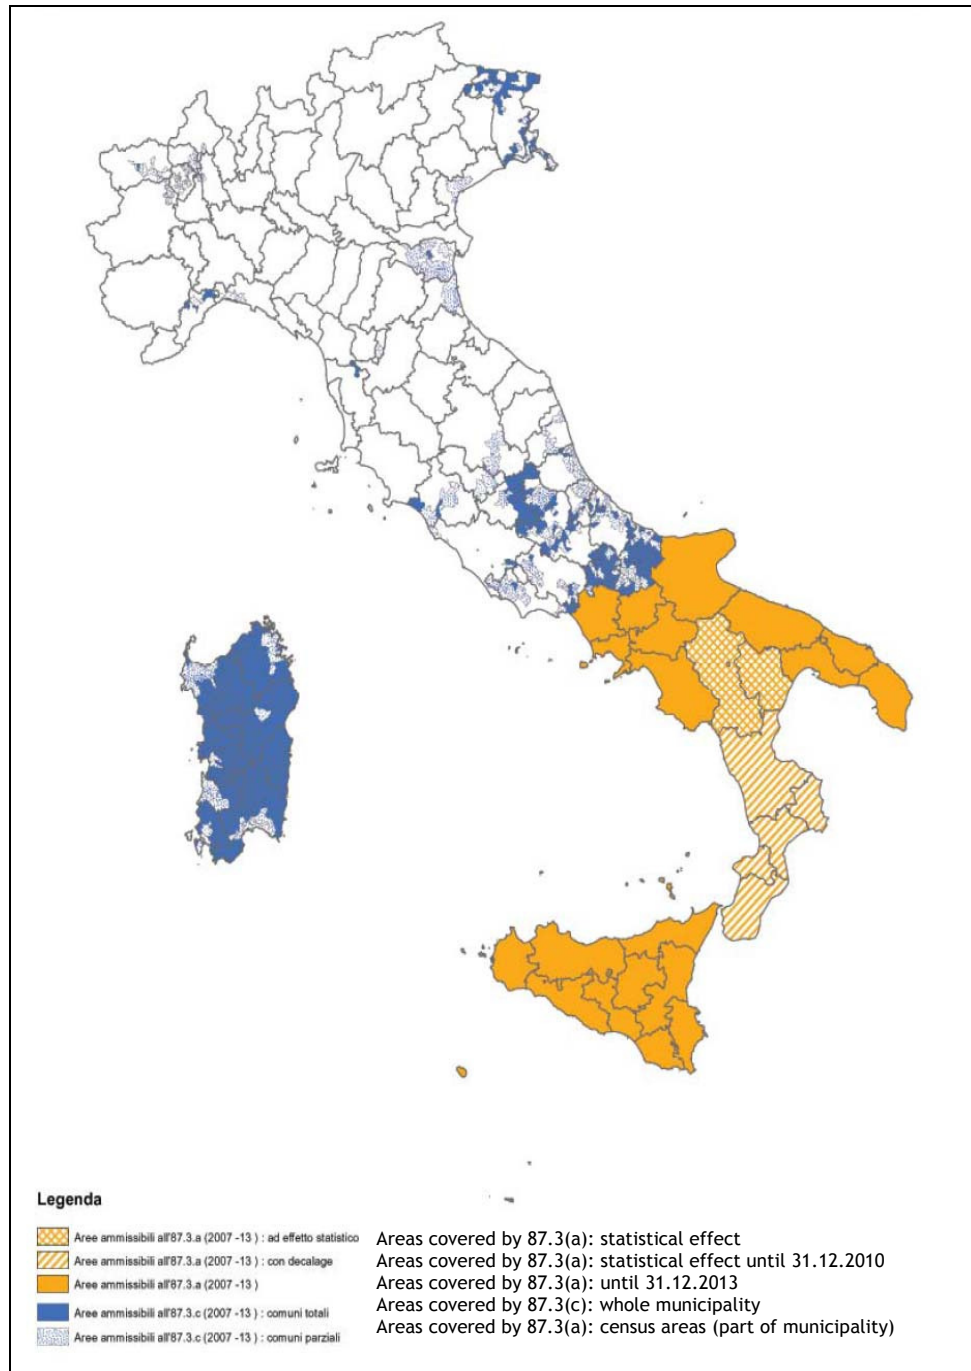 Legenda
Aree ammissibili all'87.3.a (2007 -13 ) : ad effetto statistico
Areas covered by 87.3(a): statistical effect
Aree ammissibili all'87.3.a (2007 -13 ) : con decalage
Areas covered by 87.3(a): statistical effect until 31.12.2010
Aree ammissibili all'87.3.a (2007 -13 )
Areas covered by 87.3(a): until 31.12.2013
Aree ammissibili all'87.3.c (2007 -13 ) : comuni totali
Areas covered by 87.3(c): whole municipality
Aree ammissibili all'87.3.c (2007 -13 ) : comuni parziali
Areas covered by 87.3(a): census areas (part of municipality)